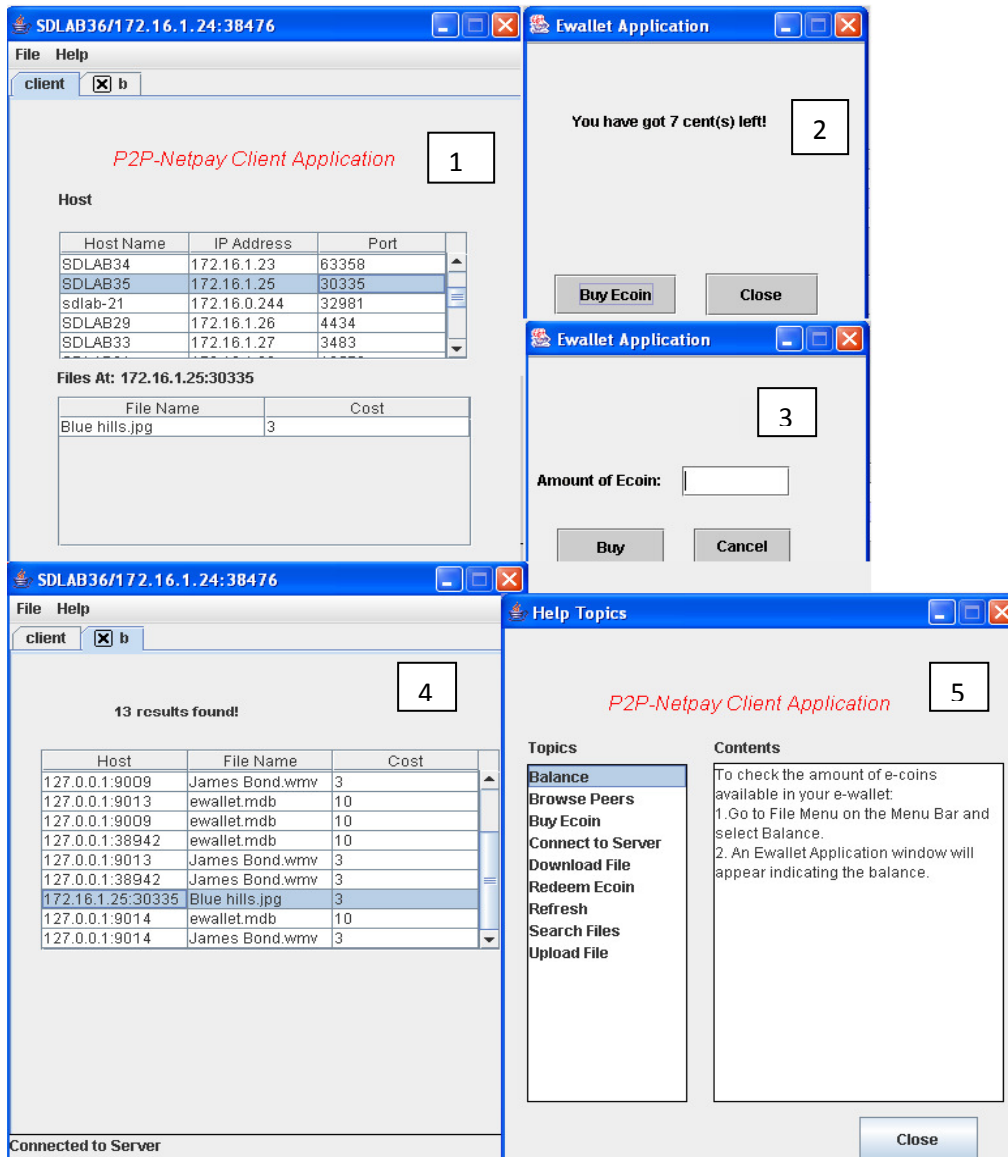 SDLAB36/172.16.1.24:38476
File Help
client b
P2P-Netpay Client Application
1
Host
Host Name IP Address Port
SDLAB34 172.16.1.23 63358
SDLAB35 172.16.1.25 30335
sdlab-21 172.16.0.244 32981
SDLAB29 172.16.1.26 4434
SDLAB33 172.16.1.27 3483
Files At: 172.16.1.25:30335
File Name Cost
Blue hills.jpg 3
Ewallet Application
You have got 7 cent(s) left!
2
Buy Ecoin Close
Ewallet Application
3
Amount of Ecoin:
Buy Cancel
SDLAB36/172.16.1.24:38476
File Help
client b
4
13 results found!
Host File Name Cost
127.0.0.1:9009 James Bond.wmv 3
127.0.0.1:9013 ewallet.mdb 10
127.0.0.1:9009 ewallet.mdb 10
127.0.0.1:38942 ewallet.mdb 10
127.0.0.1:9013 James Bond.wmv 3
127.0.0.1:38942 James Bond.wmv 3
172.16.1.25:30335 Blue hills.jpg 3
127.0.0.1:9014 ewallet.mdb 10
127.0.0.1:9014 James Bond.wmv 3
Connected to Server
Help Topics
5
P2P-Netpay Client Application
Topics
Balance
Browse Peers
Buy Ecoin
Connect to Server
Download File
Redeem Ecoin
Refresh
Search Files
Upload File
Contents
To check the amount of e-coins
available in your e-wallet:
1.Go to File Menu on the Menu Bar and
select Balance.
2. An Ewallet Application window will
appear indicating the balance.
Close